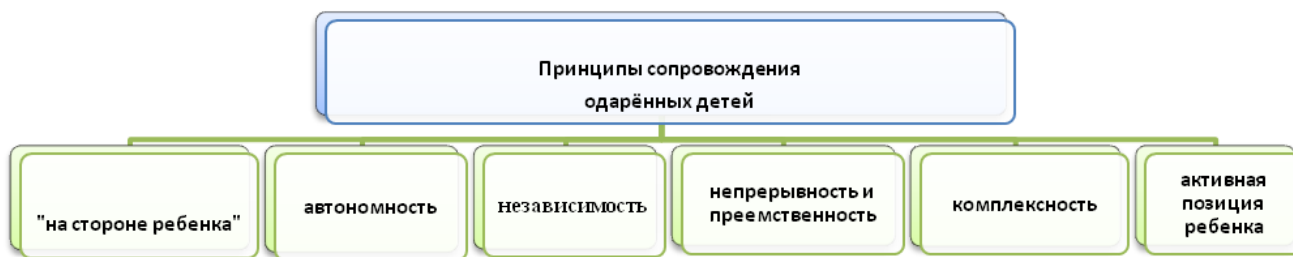 Принципы сопровождения
одарённых детей
"на стороне ребенка"
автономность
независимость
непрерывность и
преемственность
комплексность
активная
позиция
ребенка